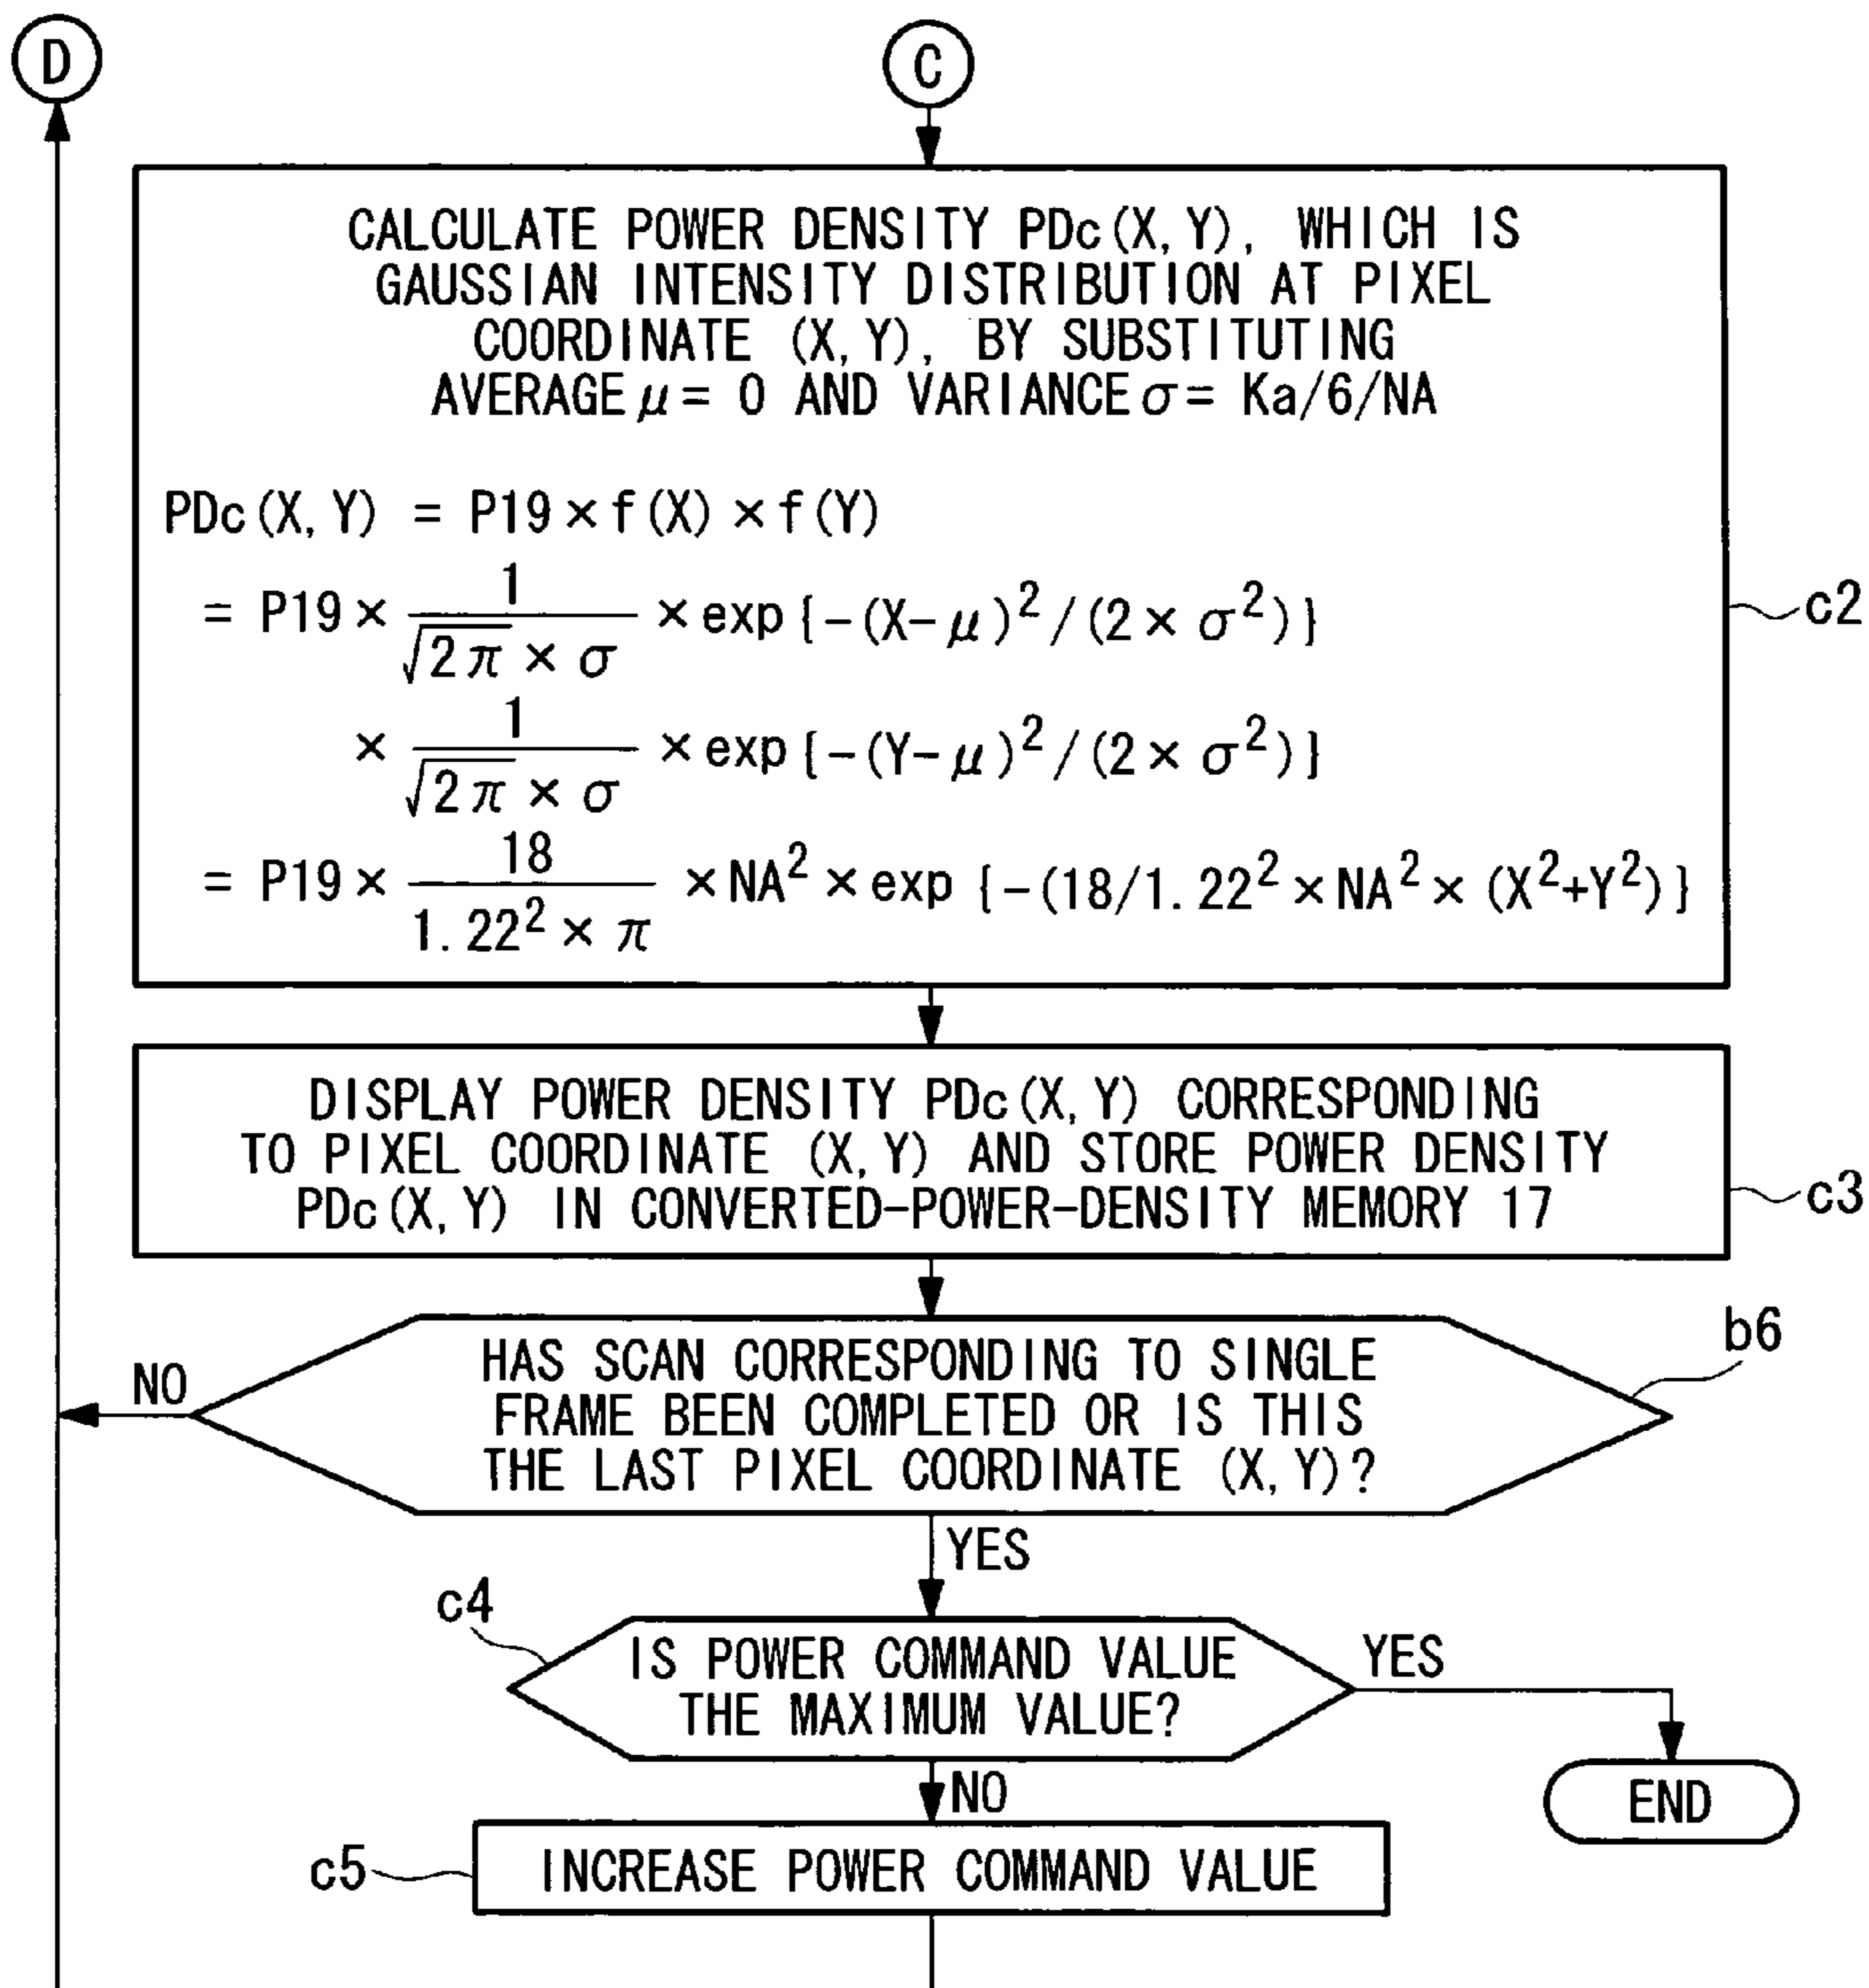 D
C
CALCULATE POWER DENSITY PDc(X,Y), WHICH IS
GAUSSIAN INTENSITY DISTRIBUTION AT PIXEL
COORDINATE (X,Y), BY SUBSTITUTING
AVERAGE μ = 0 AND VARIANCE σ = Ka/6/NA
PDc(X,Y) = P19 × f(X) × f(Y)
= P19 × 1/(√2π × σ) × exp{-(X-μ)²/(2 × σ²)}
× 1/(√2π × σ) × exp{-(Y-μ)²/(2 × σ²)}
= P19 × 18/(1.22² × π) × NA² × exp{-(18/1.22² × NA² × (X²+Y²)}
c2
DISPLAY POWER DENSITY PDc(X,Y) CORRESPONDING
TO PIXEL COORDINATE (X,Y) AND STORE POWER DENSITY
PDc(X,Y) IN CONVERTED-POWER-DENSITY MEMORY 17
c3
HAS SCAN CORRESPONDING TO SINGLE
FRAME BEEN COMPLETED OR IS THIS
THE LAST PIXEL COORDINATE (X,Y)?
b6
NO
YES
c4
IS POWER COMMAND VALUE
THE MAXIMUM VALUE?
YES
NO
END
c5
INCREASE POWER COMMAND VALUE